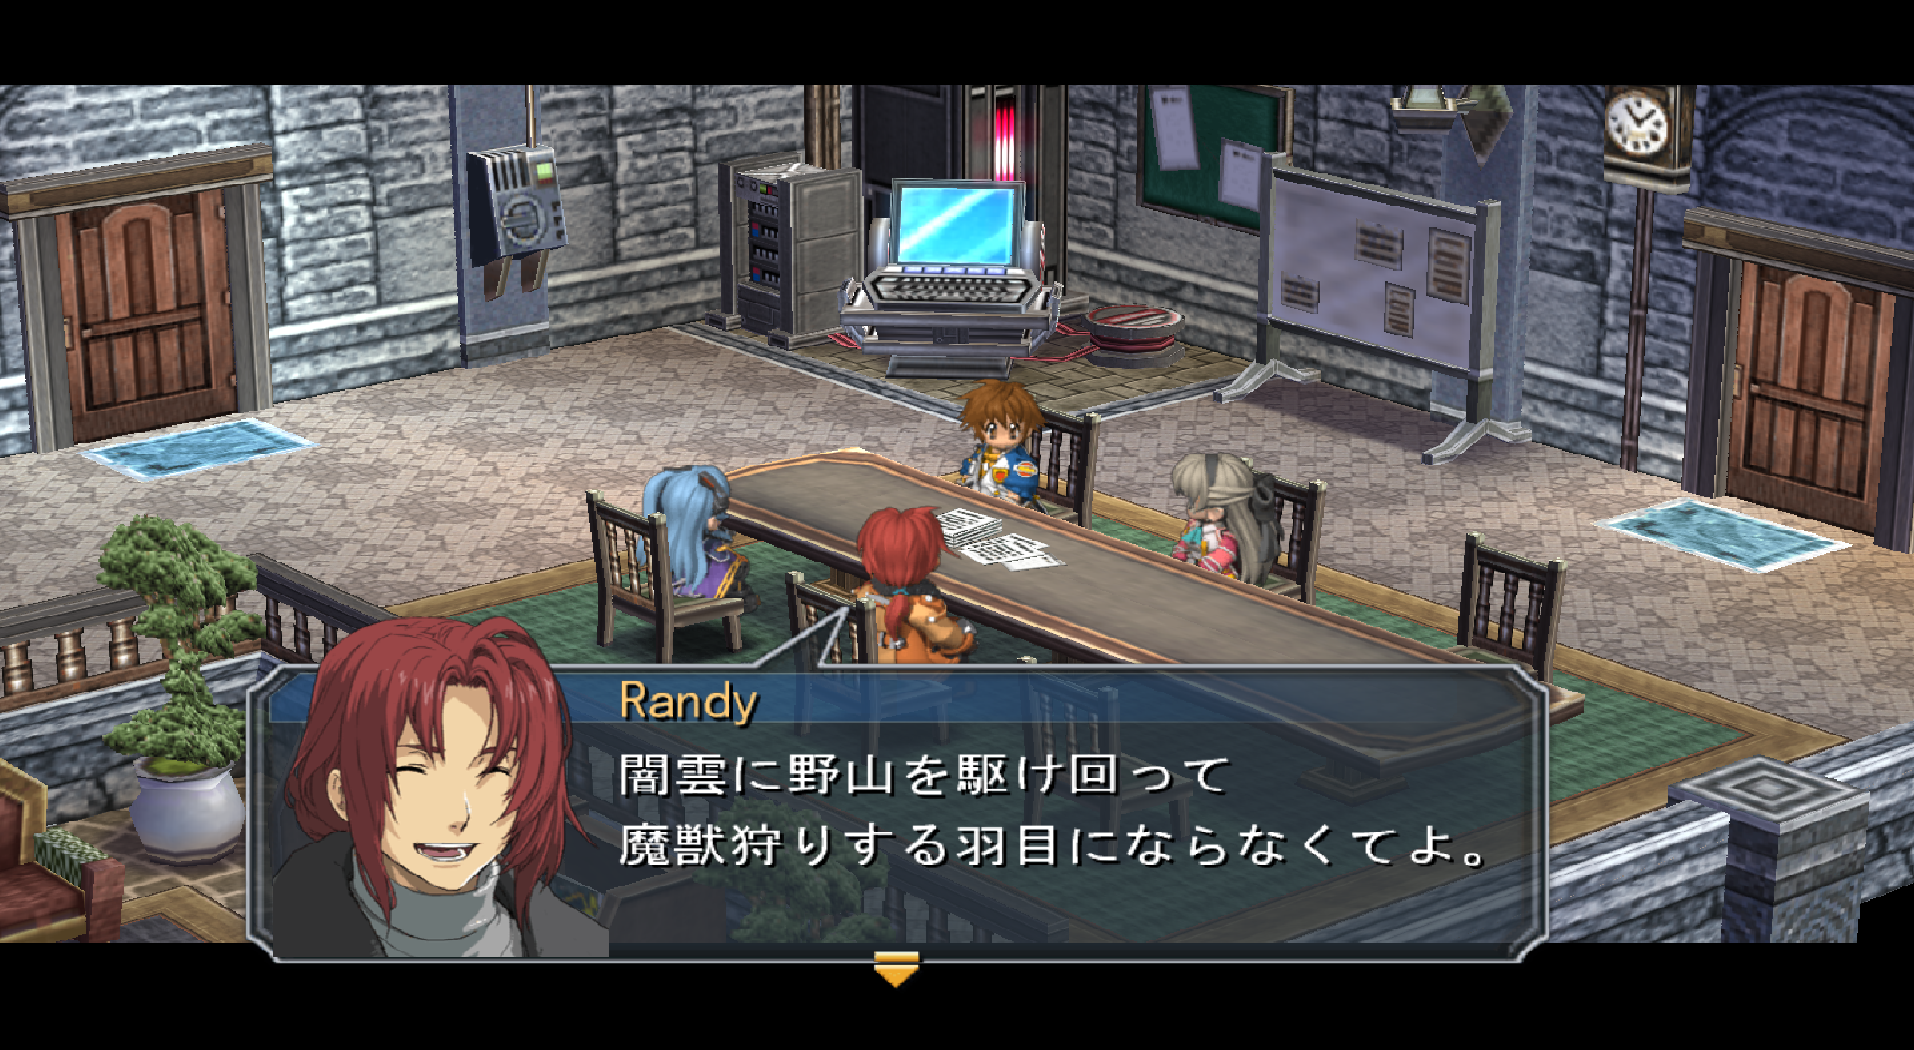 Randy
闇雲に野山を駆け回って
魔獣狩りする羽目にならなくてよ。